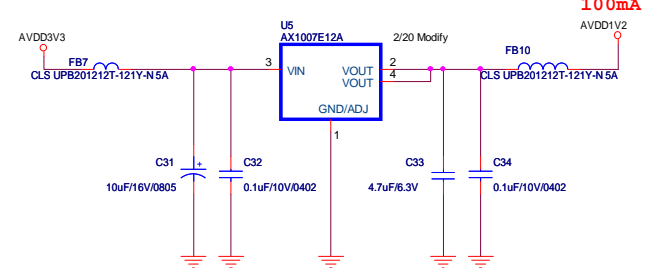 100mA
AVDD3V3
U5
AX1007E12A
2/20 Modify
AVDD1V2
FB7
CLS UPB201212T-121Y-N 5A
3
VIN
VOUT
2
VOUT
4
FB10
CLS UPB201212T-121Y-N 5A
GND/ADJ
1
C31
+
10uF/16V/0805
C32
0.1uF/10V/0402
C33
4.7uF/6.3V
C34
0.1uF/10V/0402